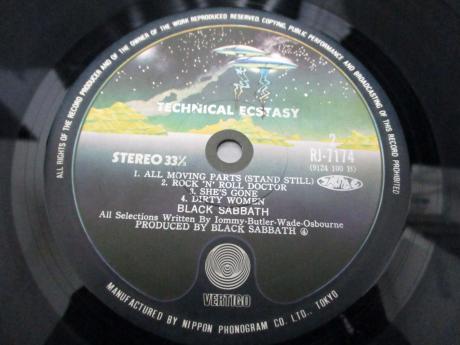 ALL RIGHTS OF THE RECORD PRODUCER AND OF THE OWNER OF THE WORK REPRODUCED RESERVED. COPYING, PUBLIC PERFORMANCE AND BROADCASTING OF THIS RECORD PROHIBITED
TECHNICAL ECSTASY
2
STEREO 33⅓
RJ-7174
(9124 100 B)
1. ALL MOVING PARTS (STAND STILL)
2. ROCK 'N' ROLL DOCTOR
3. SHE'S GONE
4. DIRTY WOMEN
BLACK SABBATH
All Selections Written By Iommy-Butler-Wade-Osbourne
PRODUCED BY BLACK SABBATH
VERTIGO
MANUFACTURED BY NIPPON PHONOGRAM CO. LTD., TOKYO